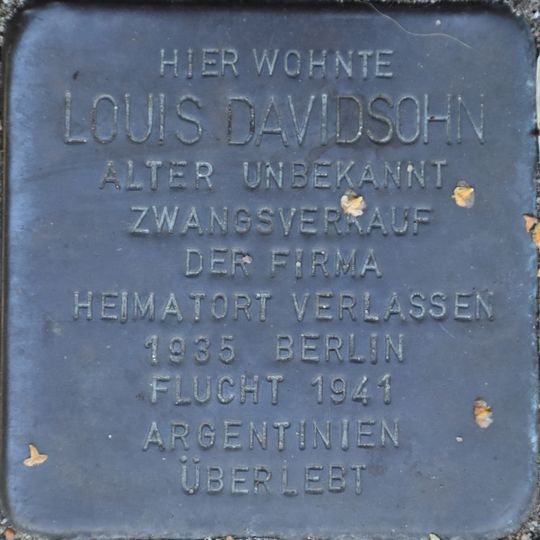 HIER WOHNTE
LOUIS DAVIDSOHN
ALTER UNBEKANNT
ZWANGSVERKAUF
DER FIRMA
HEIMATORT VERLASSEN
1935 BERLIN
FLUCHT 1941
ARGENTINIEN
ÜBERLEBT